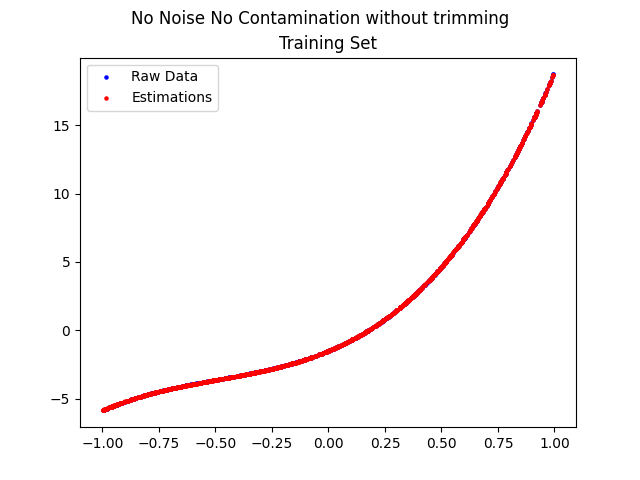 No Noise No Contamination without trimming
Training Set
Raw Data
Estimations
15
10
5
0
−5
−1.00 −0.75 −0.50 −0.25 0.00 0.25 0.50 0.75 1.00